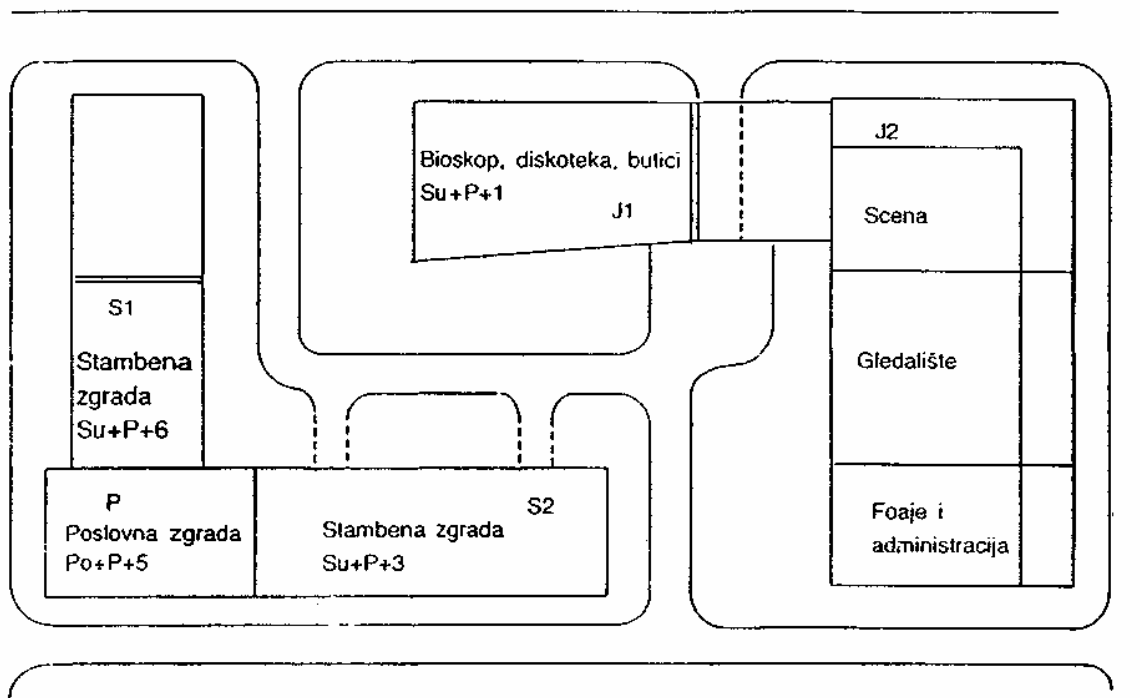 S1
Stambena
zgrada
Su+P+6
P
Poslovna zgrada
Po+P+5
S2
Stambena zgrada
Su+P+3
Bioskop, diskoteka, butici
Su+P+1
J1
J2
Scena
Gledalište
Foaje i
administracija